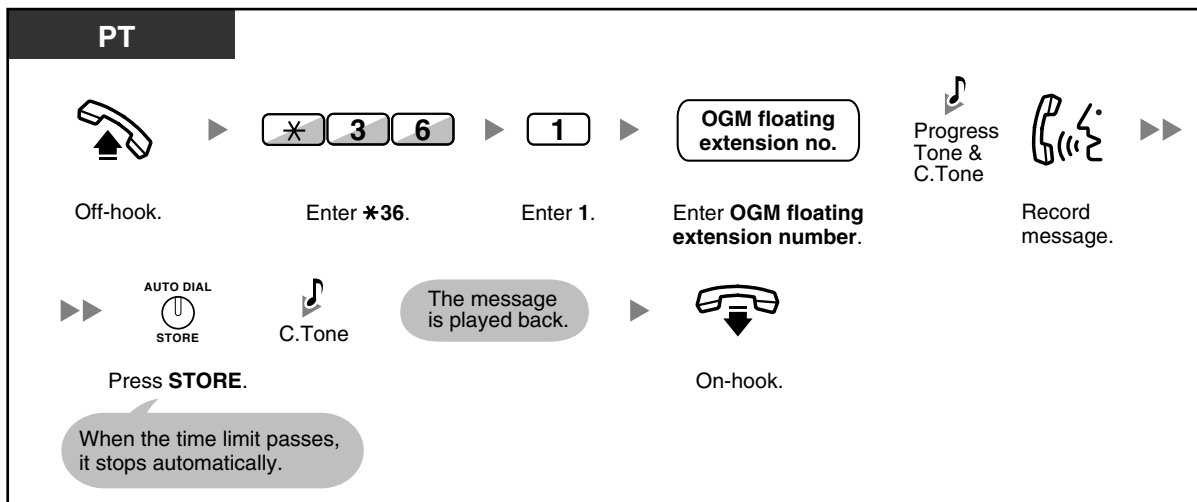 PT
* 3 6
1
OGM floating
extension no.
Progress
Tone &
C.Tone
Off-hook.
Enter *36.
Enter 1.
Enter OGM floating
extension number.
Record
message.
AUTO DIAL
STORE
C.Tone
The message
is played back.
Press STORE.
On-hook.
When the time limit passes,
it stops automatically.